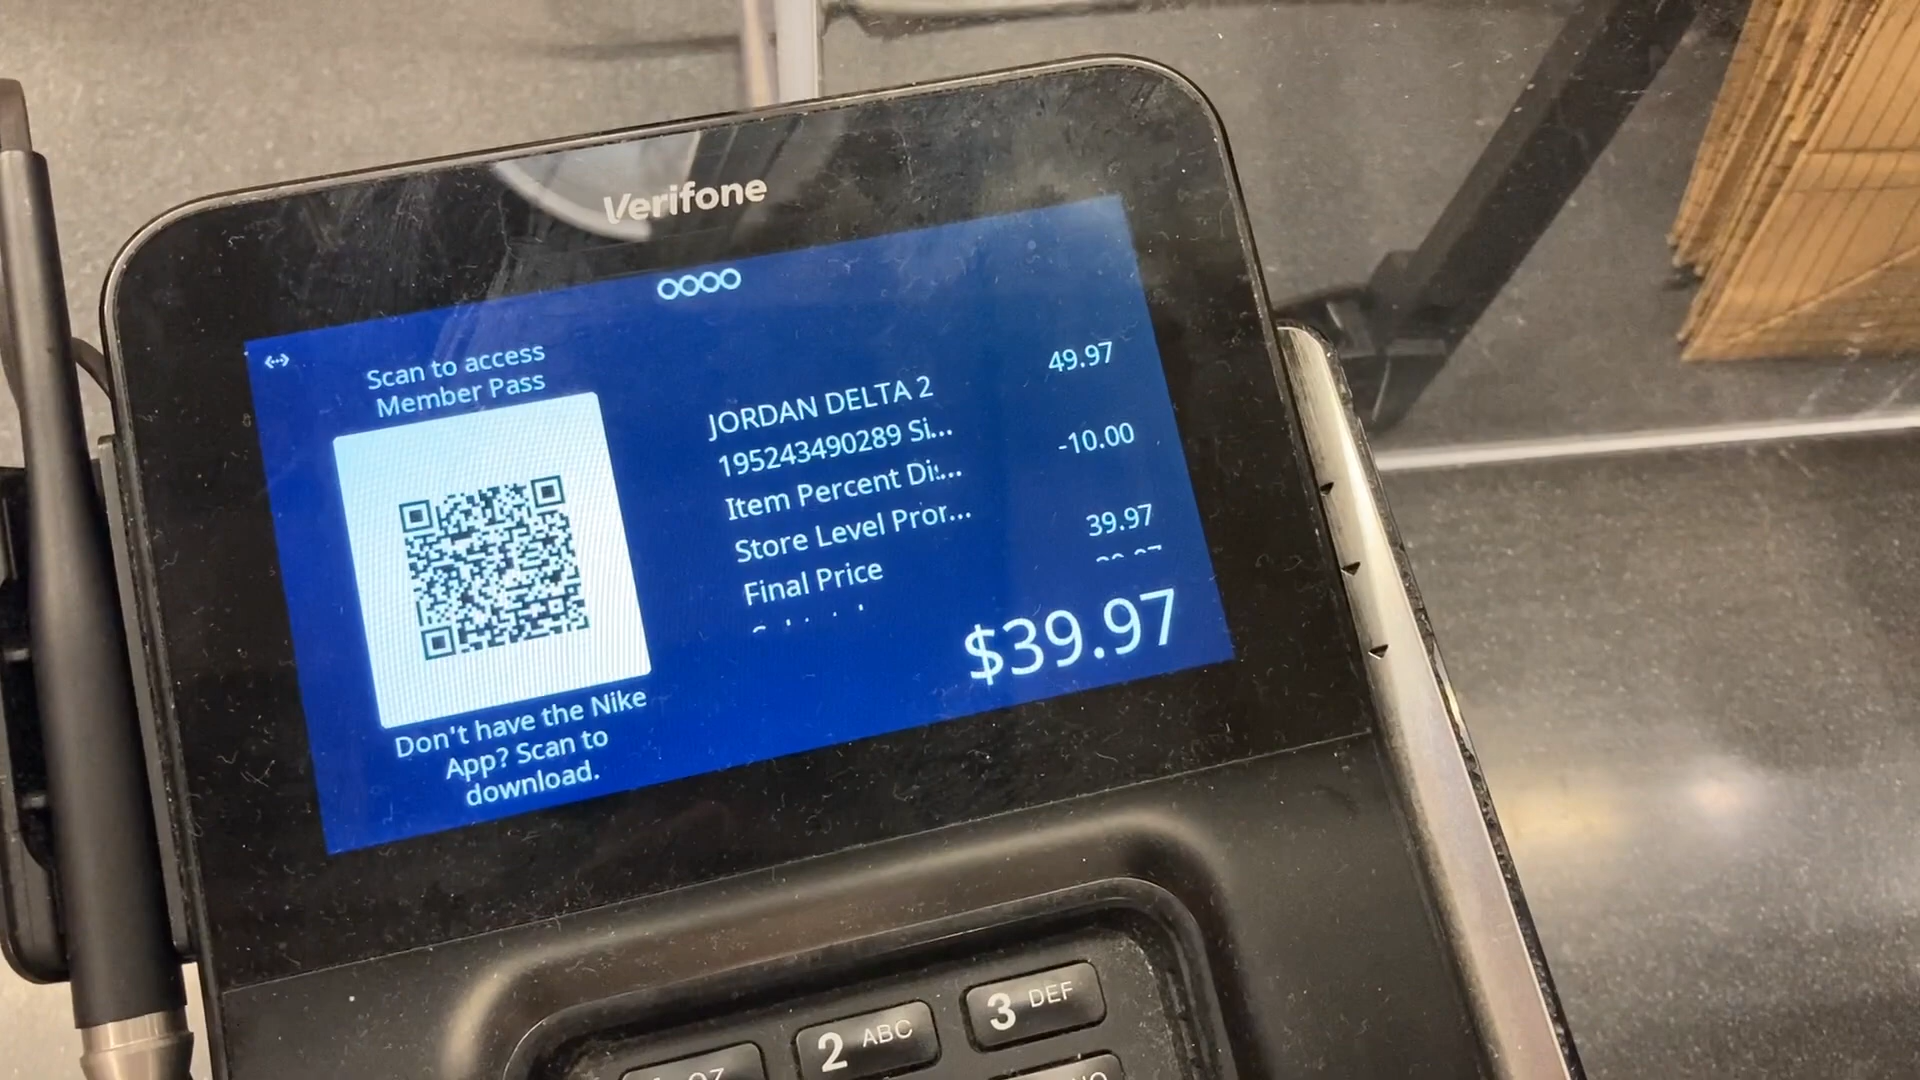 Verifone
Scan to access
Member Pass
Don't have the Nike
App? Scan to
download.
JORDAN DELTA 2 49.97
195243490289 Si...
Item Percent Di... -10.00
Store Level Pror...
Final Price 39.97
$39.97
2 ABC
3 DEF